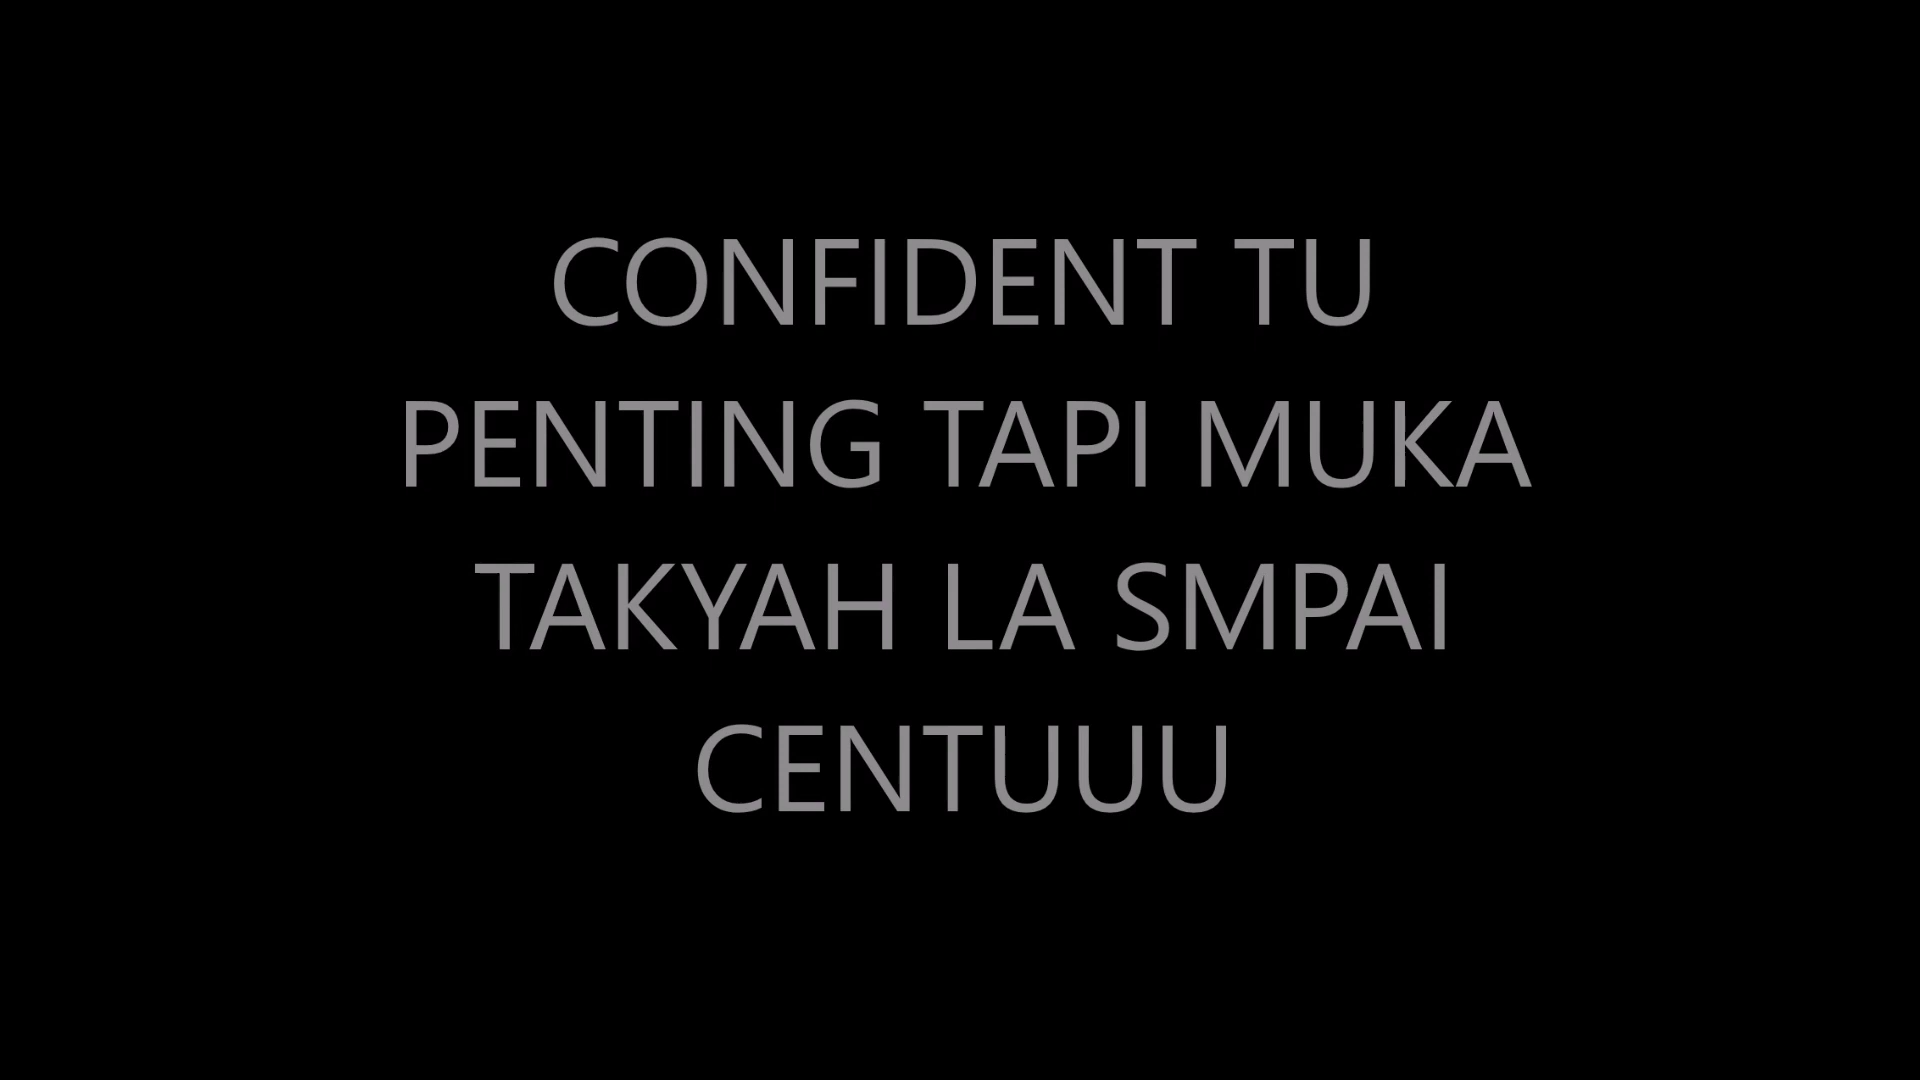 CONFIDENT TU
PENTING TAPI MUKA
TAKYAH LA SMPAI
CENTUUU